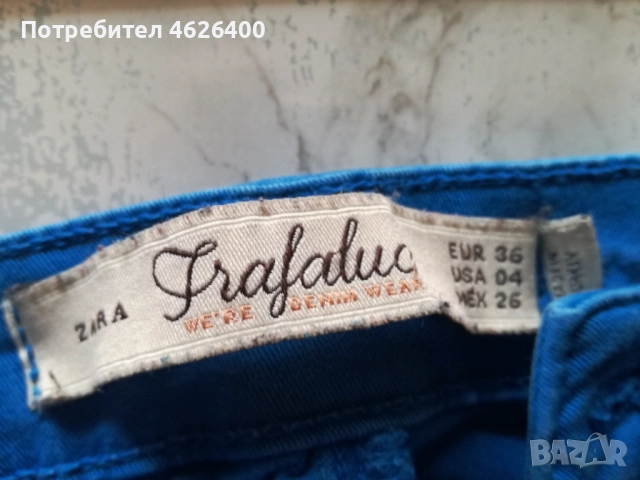 Потребител 4626400
ZARA
Trafaluc
WE'RE DENIM WEAR
EUR 36
USA 04
MEX 26
BAZAR